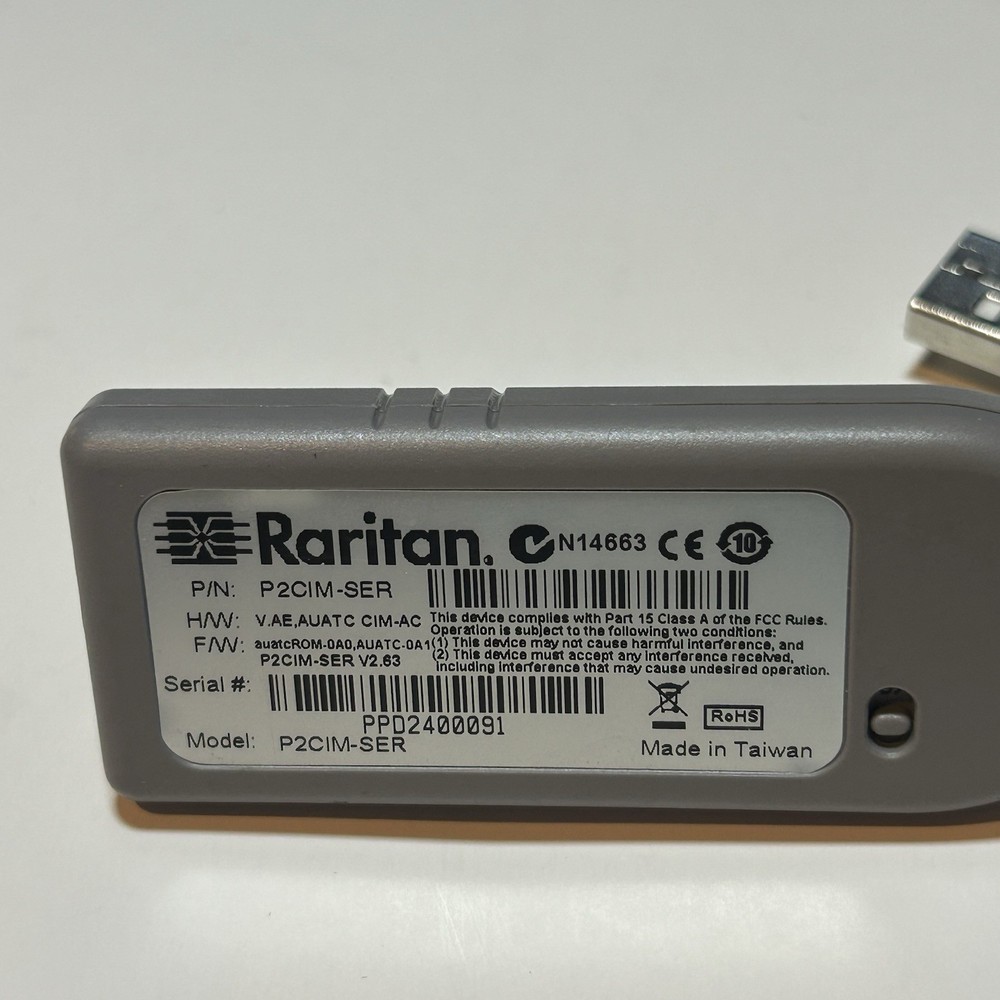 Raritan. N14663 CE 10
P/N: P2CIM-SER
H/W: V.AE,AUATC CIM-AC
F/W: auatcROM-0A0,AUATC-0A1
P2CIM-SER V2.63
This device complies with Part 15 Class A of the FCC Rules.
Operation is subject to the following two conditions:
(1) This device may not cause harmful interference, and
(2) This device must accept any interference received,
including interference that may cause undesired operation.
Serial #:
PPD2400091
Model: P2CIM-SER
RoHS
Made in Taiwan